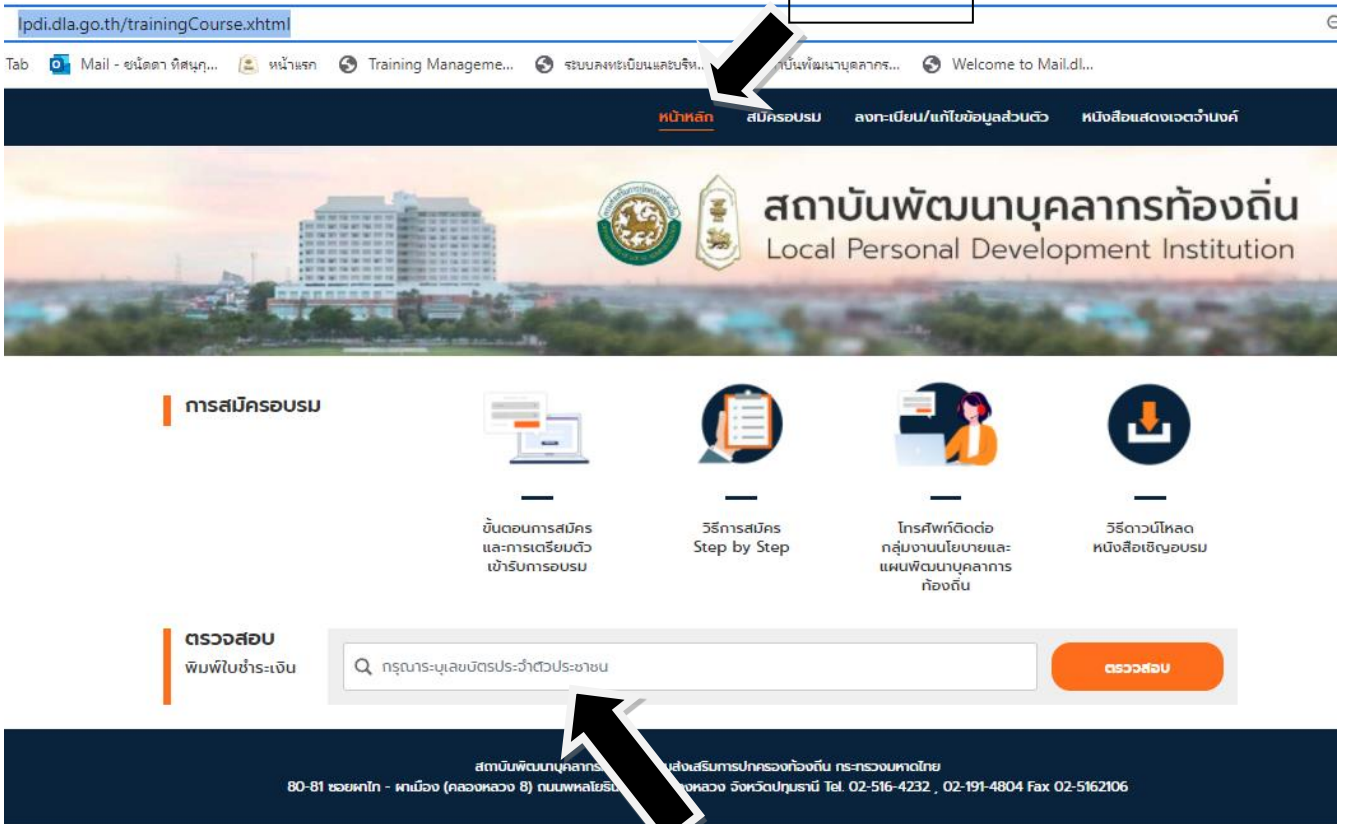 lpdi.dla.go.th/trainingCourse.xhtml
Tab Mail - ชนัดดา ทิศนุก... หน้าแรก Training Manageme... ระบบลงทะเบียนและบริห... บันพัฒนาบุคลากร... Welcome to Mail.dl...
หน้าหลัก สมัครอบรม ลงทะเบียน/แก้ไขข้อมูลส่วนตัว หนังสือแสดงเจตจำนงค์
สถาบันพัฒนาบุคลากรท้องถิ่น
Local Personal Development Institution
การสมัครอบรม
ขั้นตอนการสมัคร
และการเตรียมตัว
เข้ารับการอบรม
วิธีการสมัคร
Step by Step
โทรศัพท์ติดต่อ
กลุ่มงานนโยบายและ
แผนพัฒนาบุคลาการ
ท้องถิ่น
วิธีดาวน์โหลด
หนังสือเชิญอบรม
ตรวจสอบ
พิมพ์ใบชำระเงิน
กรุณาระบุเลขบัตรประจำตัวประชาชน
ตรวจสอบ
สถาบันพัฒนาบุคลากร ส่งเสริมการปกครองท้องถิ่น กระทรวงมหาดไทย
80-81 ซอยผาไท - ผาเมือง (คลองหลวง 8) ถนนพหลโยธิน จังหวัดปทุมธานี Tel. 02-516-4232 , 02-191-4804 Fax 02-5162106